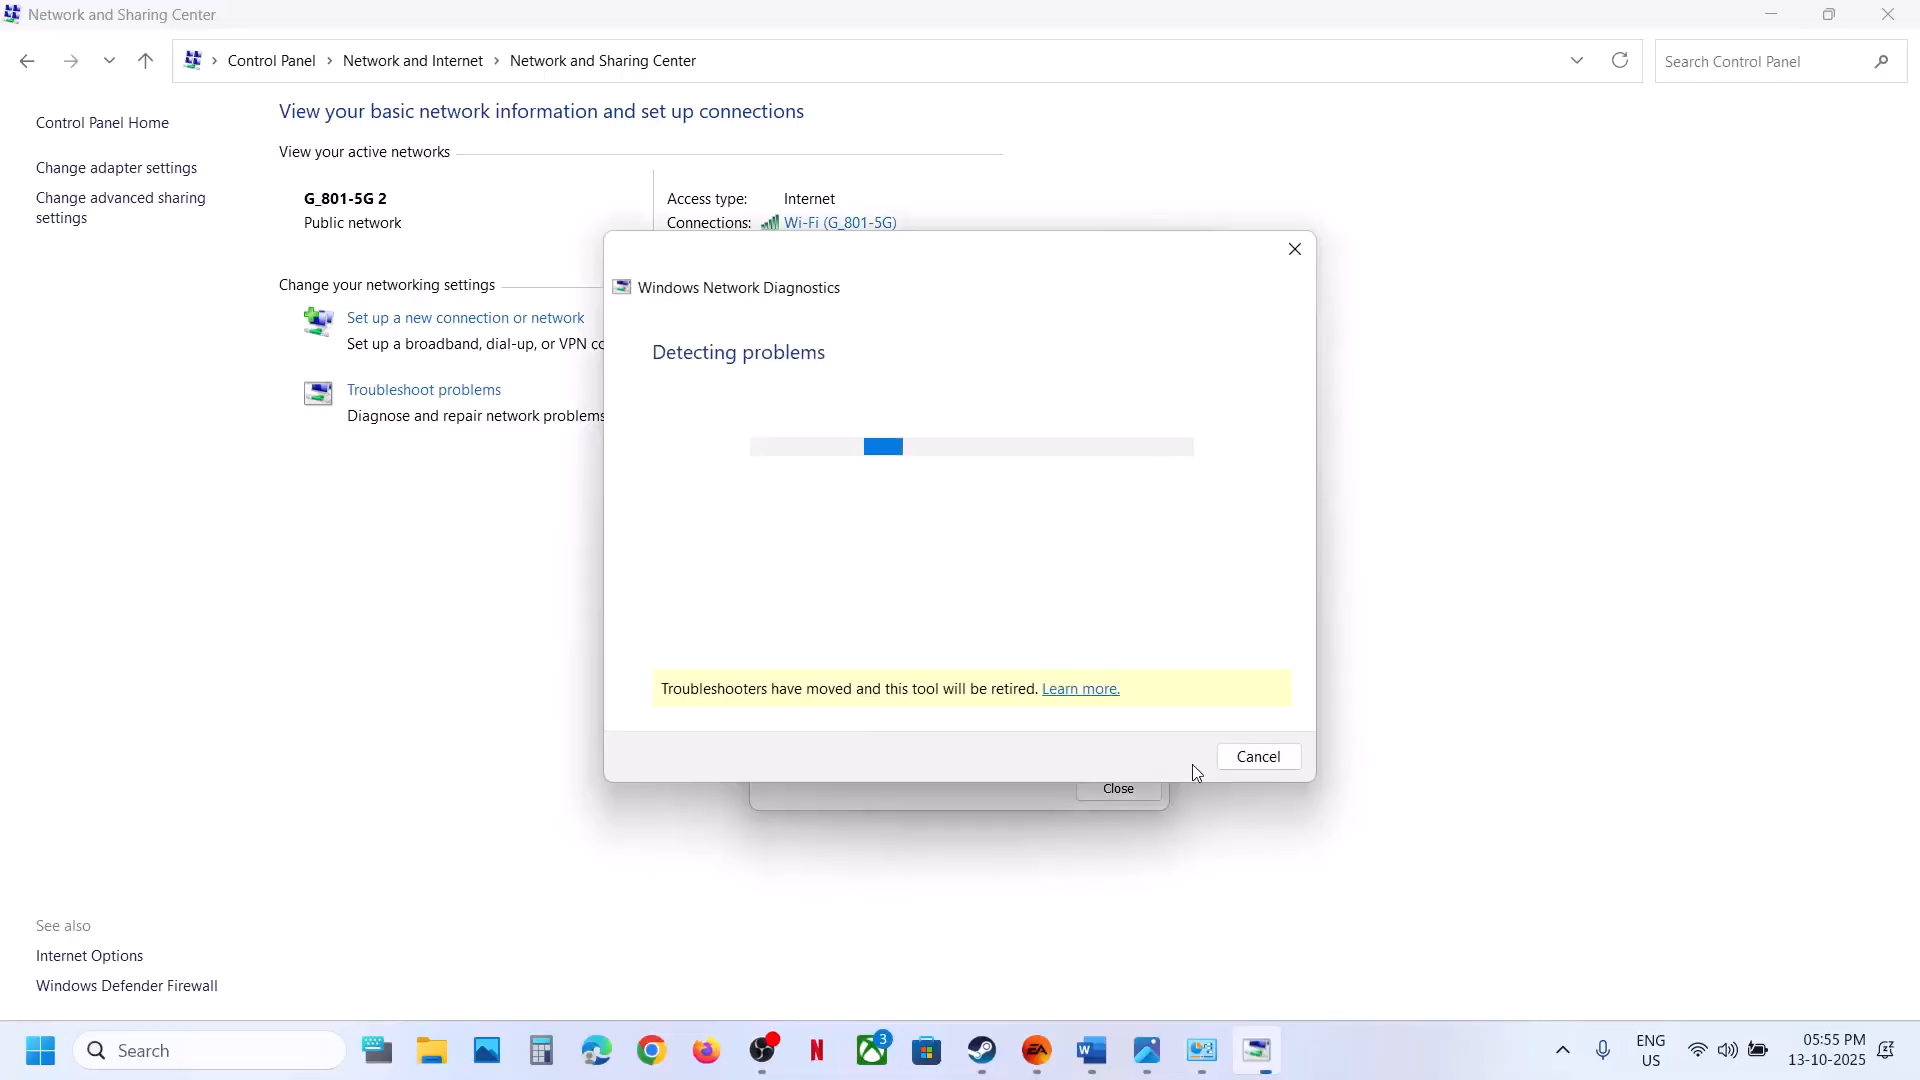 Network and Sharing Center
Control Panel > Network and Internet > Network and Sharing Center
Search Control Panel
Control Panel Home
Change adapter settings
Change advanced sharing
settings
View your basic network information and set up connections
View your active networks
G_801-5G 2
Public network
Access type: Internet
Connections: Wi-Fi (G_801-5G)
Change your networking settings
Set up a new connection or network
Set up a broadband, dial-up, or VPN co
Troubleshoot problems
Diagnose and repair network problems
Windows Network Diagnostics
Detecting problems
Troubleshooters have moved and this tool will be retired. Learn more.
Cancel
Close
See also
Internet Options
Windows Defender Firewall
Search
3
ENG
US
05:55 PM
13-10-2025